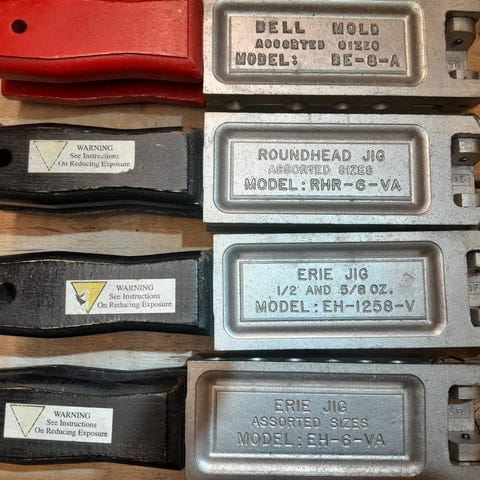 BELL MOLD
ASSORTED SIZES
MODEL: BE-8-A
WARNING
See Instructions
On Reducing Exposure
ROUNDHEAD JIG
ASSORTED SIZES
MODEL:RHR-6-VA
WARNING
See Instructions
On Reducing Exposure
ERIE JIG
1/2 AND 5/8 OZ.
MODEL:EH-1258-V
WARNING
See Instructions
On Reducing Exposure
ERIE JIG
ASSORTED SIZES
MODEL:EH-6-VA